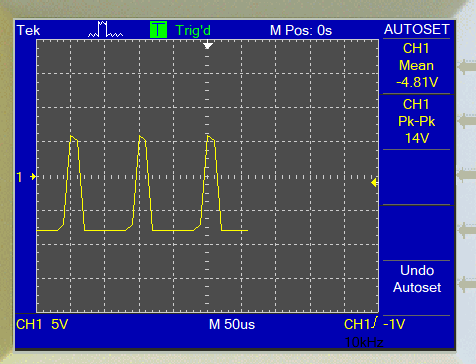 Tek T Trig'd M Pos: 0s AUTOSET
CH1
Mean
-4.81V
CH1
Pk-Pk
14V
1
Undo
Autoset
CH1 5V M 50us CH1 -1V
10kHz